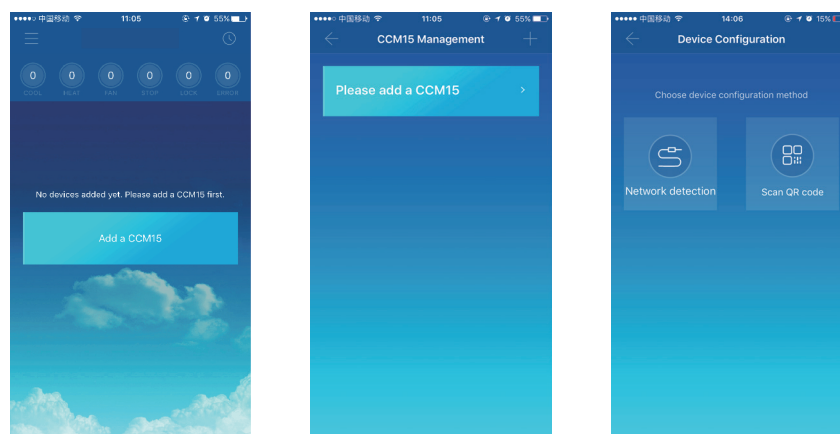 中国移动 11:05 55%
0 0 0 0 0 0
COOL HEAT FAN STOP LOCK ERROR
No devices added yet. Please add a CCM15 first.
Add a CCM15
中国移动 11:05 55%
CCM15 Management
Please add a CCM15
中国移动 14:06 15%
Device Configuration
Choose device configuration method
Network detection
Scan QR code